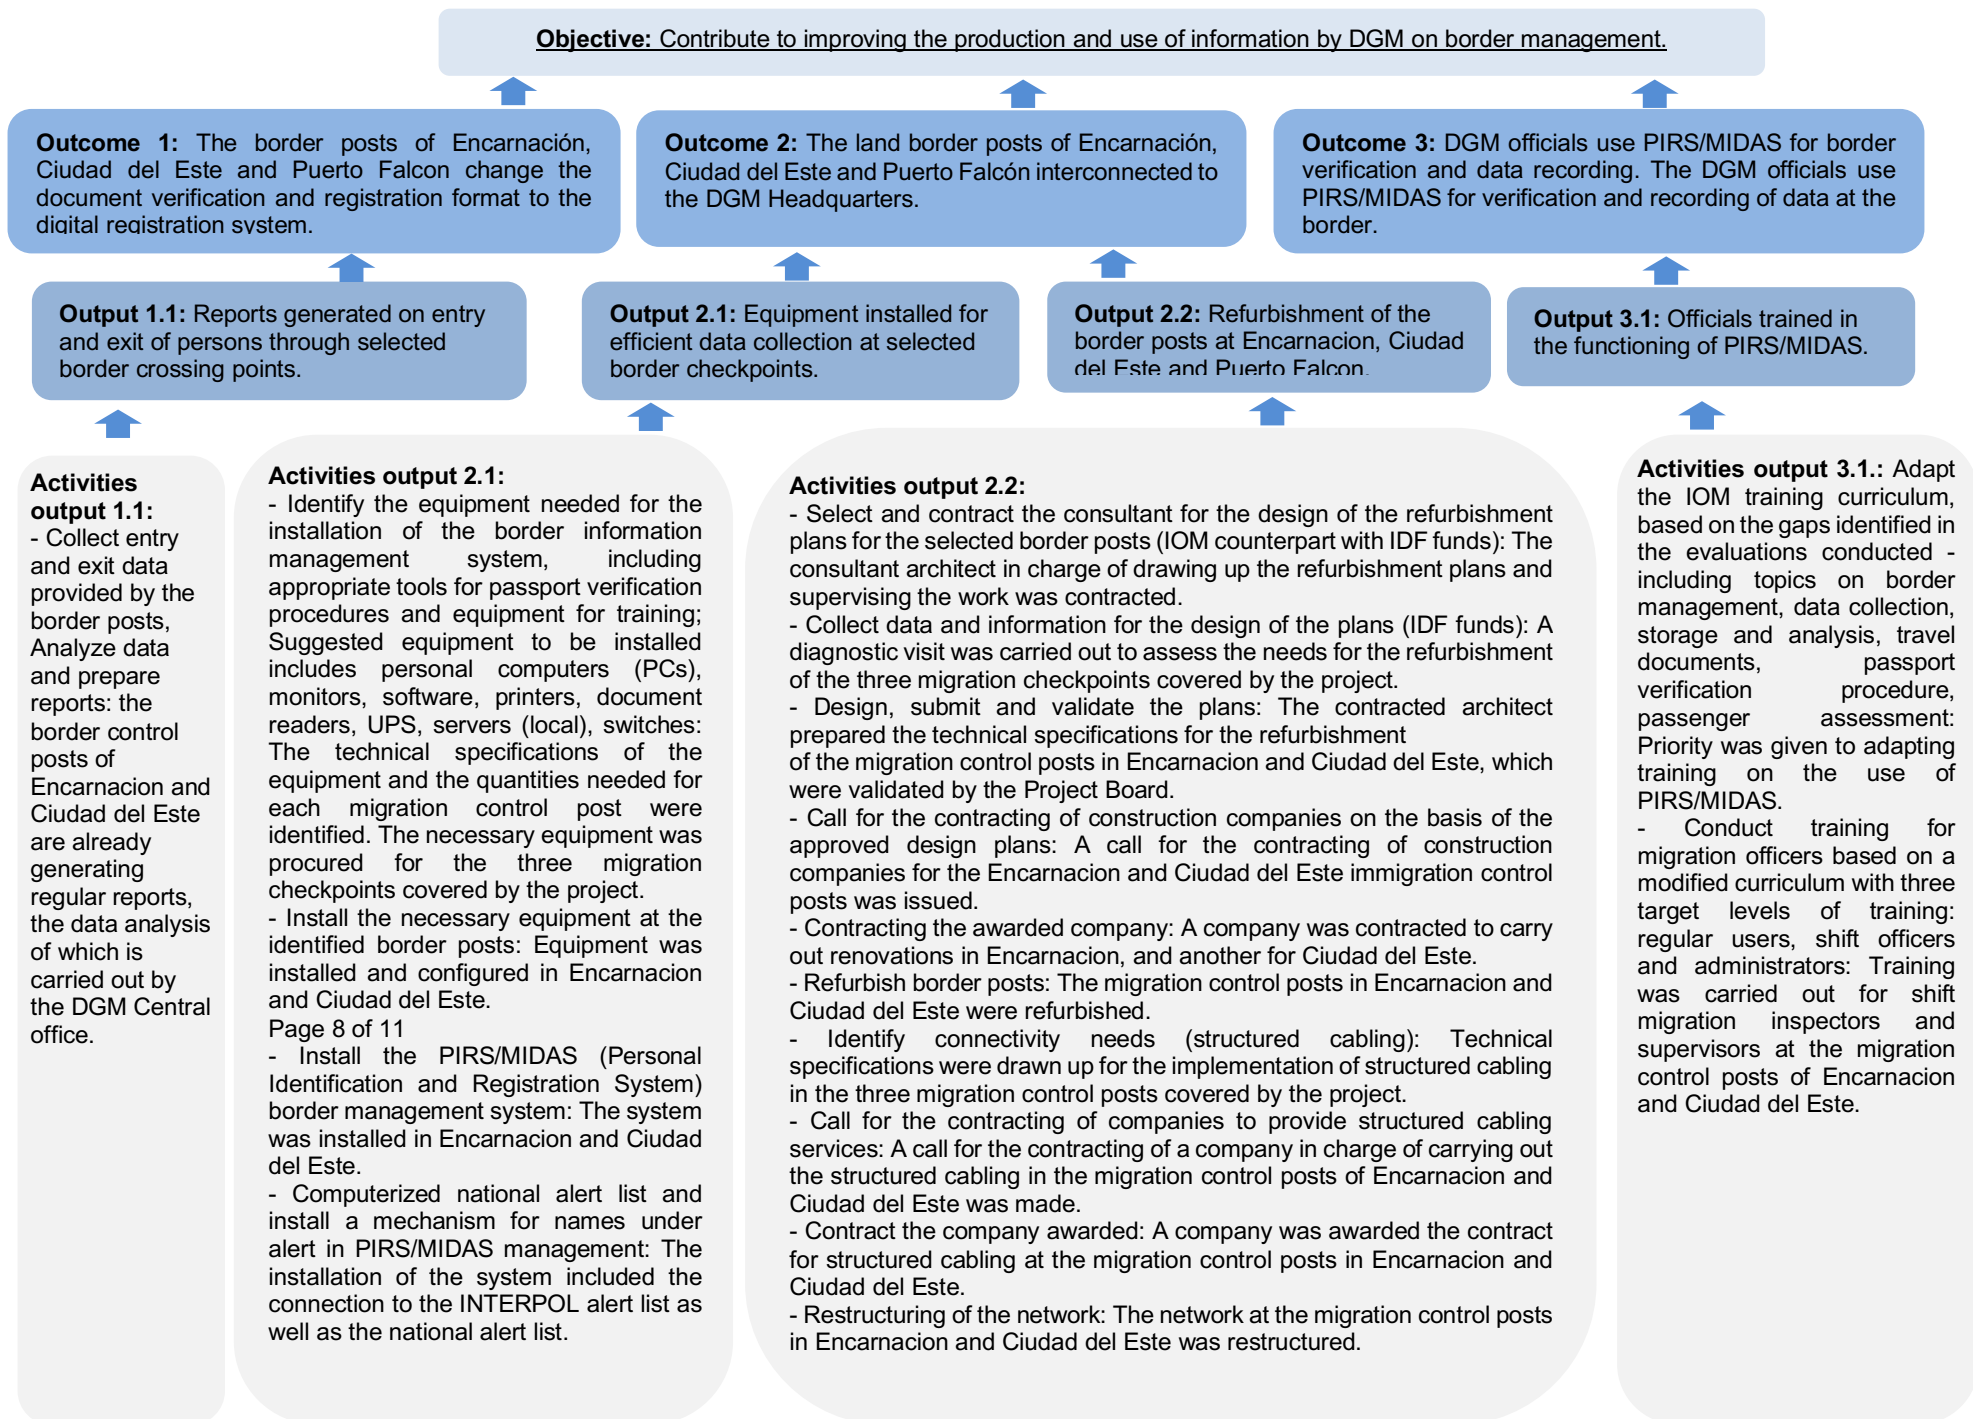 Objective: Contribute to improving the production and use of information by DGM on border management.
Outcome 1: The border posts of Encarnación,
Ciudad del Este and Puerto Falcon change the
document verification and registration format to the
digital registration system.
Outcome 2: The land border posts of Encarnación,
Ciudad del Este and Puerto Falcón interconnected to
the DGM Headquarters.
Outcome 3: DGM officials use PIRS/MIDAS for border
verification and data recording. The DGM officials use
PIRS/MIDAS for verification and recording of data at the
border.
Output 1.1: Reports generated on entry
and exit of persons through selected
border crossing points.
Output 2.1: Equipment installed for
efficient data collection at selected
border checkpoints.
Output 2.2: Refurbishment of the
border posts at Encarnacion, Ciudad
del Este and Puerto Falcon.
Output 3.1: Officials trained in
the functioning of PIRS/MIDAS.
Activities
output 1.1:
- Collect entry
and exit data
provided by the
border posts,
Analyze data
and prepare
reports: the
border control
posts of
Encarnacion and
Ciudad del Este
are already
generating
regular reports,
the data analysis
of which is
carried out by
the DGM Central
office.
Activities output 2.1:
- Identify the equipment needed for the
installation of the border information
management system, including
appropriate tools for passport verification
procedures and equipment for training;
Suggested equipment to be installed
includes personal computers (PCs),
monitors, software, printers, document
readers, UPS, servers (local), switches:
The technical specifications of the
equipment and the quantities needed for
each migration control post were
identified. The necessary equipment was
procured for the three migration
checkpoints covered by the project.
- Install the necessary equipment at the
identified border posts: Equipment was
installed and configured in Encarnacion
and Ciudad del Este.
Page 8 of 11
- Install the PIRS/MIDAS (Personal
Identification and Registration System)
border management system: The system
was installed in Encarnacion and Ciudad
del Este.
- Computerized national alert list and
install a mechanism for names under
alert in PIRS/MIDAS management: The
installation of the system included the
connection to the INTERPOL alert list as
well as the national alert list.
Activities output 2.2:
- Select and contract the consultant for the design of the refurbishment
plans for the selected border posts (IOM counterpart with IDF funds): The
consultant architect in charge of drawing up the refurbishment plans and
supervising the work was contracted.
- Collect data and information for the design of the plans (IDF funds): A
diagnostic visit was carried out to assess the needs for the refurbishment
of the three migration checkpoints covered by the project.
- Design, submit and validate the plans: The contracted architect
prepared the technical specifications for the refurbishment
of the migration control posts in Encarnacion and Ciudad del Este, which
were validated by the Project Board.
- Call for the contracting of construction companies on the basis of the
approved design plans: A call for the contracting of construction
companies for the Encarnacion and Ciudad del Este immigration control
posts was issued.
- Contracting the awarded company: A company was contracted to carry
out renovations in Encarnacion, and another for Ciudad del Este.
- Refurbish border posts: The migration control posts in Encarnacion and
Ciudad del Este were refurbished.
- Identify connectivity needs (structured cabling): Technical
specifications were drawn up for the implementation of structured cabling
in the three migration control posts covered by the project.
- Call for the contracting of companies to provide structured cabling
services: A call for the contracting of a company in charge of carrying out
the structured cabling in the migration control posts of Encarnacion and
Ciudad del Este was made.
- Contract the company awarded: A company was awarded the contract
for structured cabling at the migration control posts in Encarnacion and
Ciudad del Este.
- Restructuring of the network: The network at the migration control posts
in Encarnacion and Ciudad del Este was restructured.
Activities output 3.1.: Adapt
the IOM training curriculum,
based on the gaps identified in
the evaluations conducted -
including topics on border
management, data collection,
storage and analysis, travel
documents, passport
verification procedure,
passenger assessment:
Priority was given to adapting
training on the use of
PIRS/MIDAS.
- Conduct training for
migration officers based on a
modified curriculum with three
target levels of training:
regular users, shift officers
and administrators: Training
was carried out for shift
migration inspectors and
supervisors at the migration
control posts of Encarnacion
and Ciudad del Este.